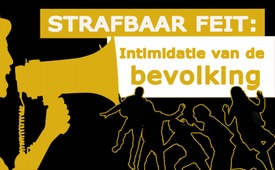 STRAFBAAR FEIT:
Intimidatie van de
bevolking